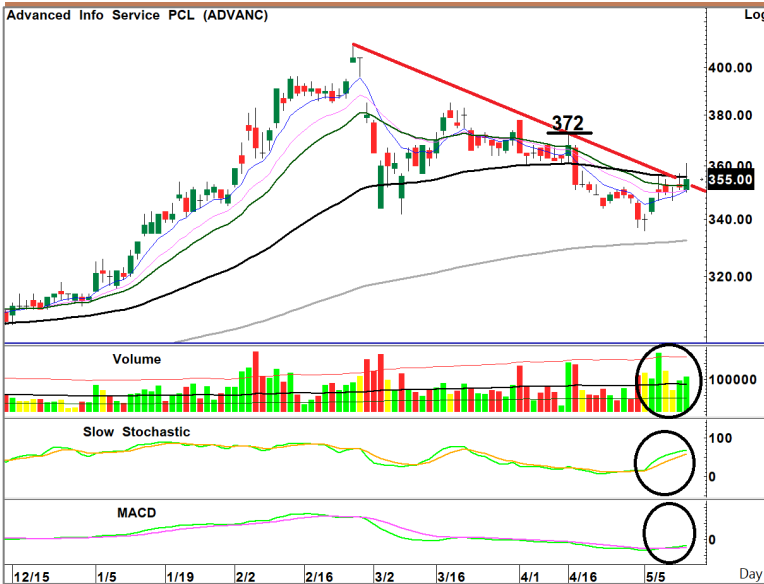 Advanced Info Service PCL (ADVANC)
Log
400.00
380.00
372
360.00
355.00
340.00
320.00
Volume
100000
Slow Stochastic
100
0
MACD
0
12/15 1/5 1/19 2/2 2/16 3/2 3/16 4/1 4/16 5/5 Day